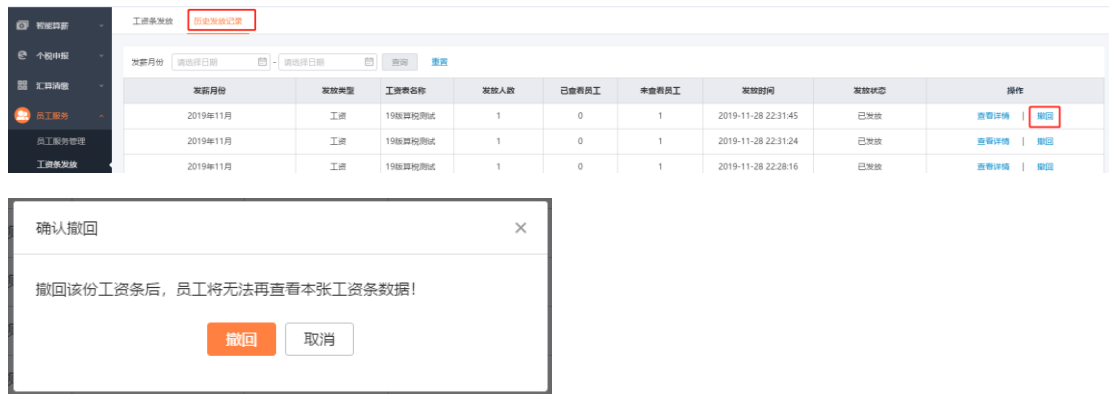 智能算薪
个税申报
汇算清缴
员工服务
员工服务管理
工资条发放
工资条发放 历史发放记录
发薪月份 请选择日期 - 请选择日期 查询 重置
发薪月份 发放类型 工资表名称 发放人数 已查看员工 未查看员工 发放时间 发放状态 操作
2019年11月 工资 19版算税测试 1 0 1 2019-11-28 22:31:45 已发放 查看详情 | 撤回
2019年11月 工资 19版算税测试 1 0 1 2019-11-28 22:31:24 已发放 查看详情 | 撤回
2019年11月 工资 19版算税测试 1 0 1 2019-11-28 22:28:16 已发放 查看详情 | 撤回
确认撤回
撤回该份工资条后，员工将无法再查看本张工资条数据！
撤回 取消